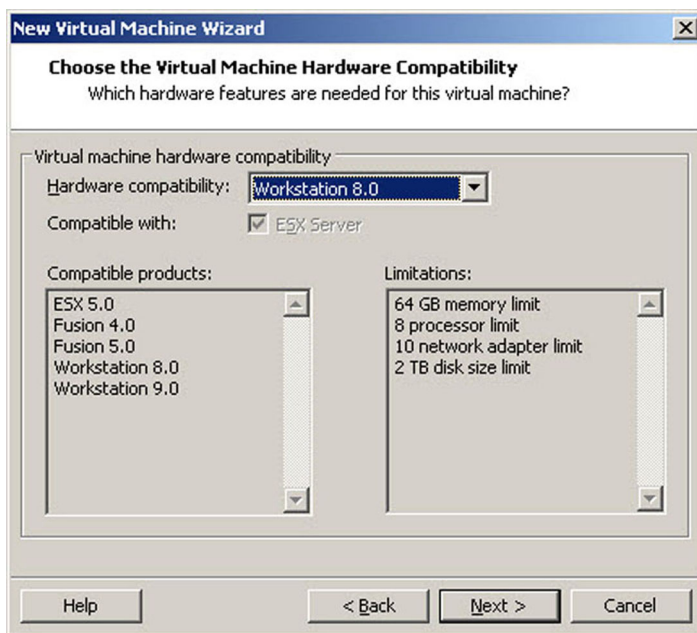 New Virtual Machine Wizard
Choose the Virtual Machine Hardware Compatibility
Which hardware features are needed for this virtual machine?
Virtual machine hardware compatibility
Hardware compatibility: Workstation 8.0
Compatible with: ESX Server
Compatible products:
ESX 5.0
Fusion 4.0
Fusion 5.0
Workstation 8.0
Workstation 9.0
Limitations:
64 GB memory limit
8 processor limit
10 network adapter limit
2 TB disk size limit
Help < Back Next > Cancel